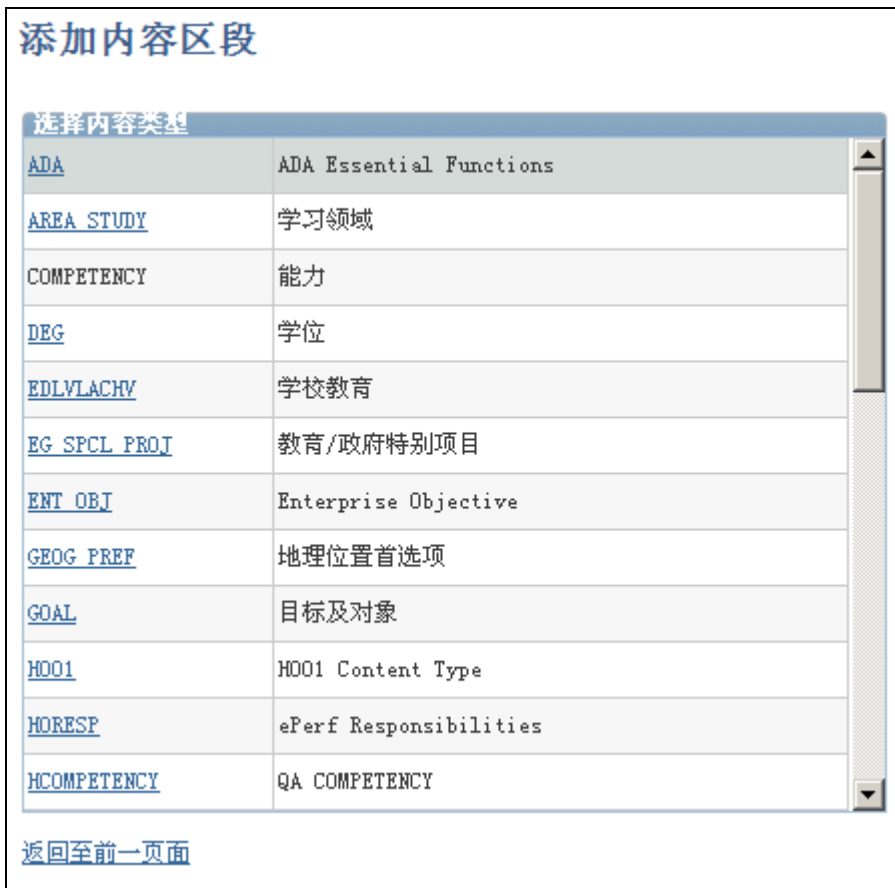 添加内容区段
选择内容类型
ADA ADA Essential Functions
AREA STUDY 学习领域
COMPETENCY 能力
DEG 学位
EDLVLACHV 学校教育
EG SPCL PROJ 教育/政府特别项目
ENT OBJ Enterprise Objective
GEOG PREF 地理位置首选项
GOAL 目标及对象
HOO1 HOO1 Content Type
HORESP ePerf Responsibilities
HCOMPETENCY QA COMPETENCY
返回至前一页面